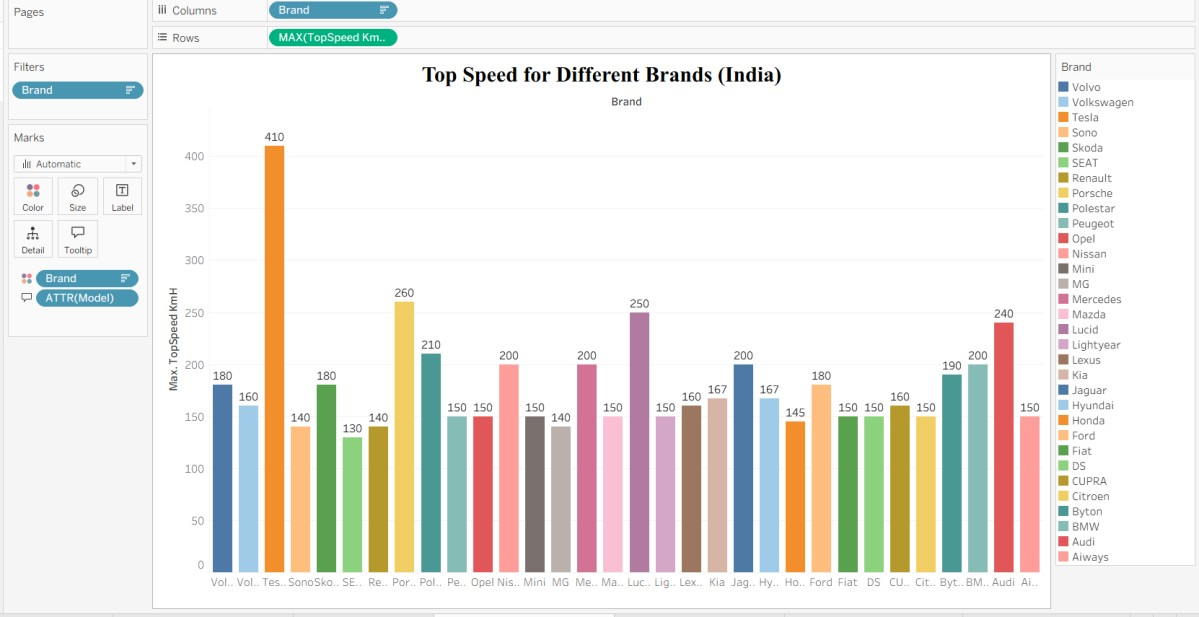 Pages
Columns
Brand
Rows
MAX(TopSpeed Km..
Filters
Brand
Marks
Automatic
Color
Size
Label
Detail
Tooltip
Brand
ATTR(Model)
Top Speed for Different Brands (India)
Brand
Max. TopSpeed KmH
400
350
300
250
200
150
100
50
0
180
160
410
140
180
130
140
260
210
150
150
200
150
140
200
150
250
150
160
167
200
167
145
180
150
150
160
150
190
200
240
150
Vol..
Vol..
Tes..
Sono
Sko..
SE..
Re..
Por..
Pol..
Pe..
Opel
Nis..
Mini
MG
Me..
Ma..
Luc..
Lig..
Lex..
Kia
Jag..
Hy..
Ho..
Ford
Fiat
DS
CU..
Cit..
Byt..
BM..
Audi
Ai..
Brand
Volvo
Volkswagen
Tesla
Sono
Skoda
SEAT
Renault
Porsche
Polestar
Peugeot
Opel
Nissan
Mini
MG
Mercedes
Mazda
Lucid
Lightyear
Lexus
Kia
Jaguar
Hyundai
Honda
Ford
Fiat
DS
CUPRA
Citroen
Byton
BMW
Audi
Aiways